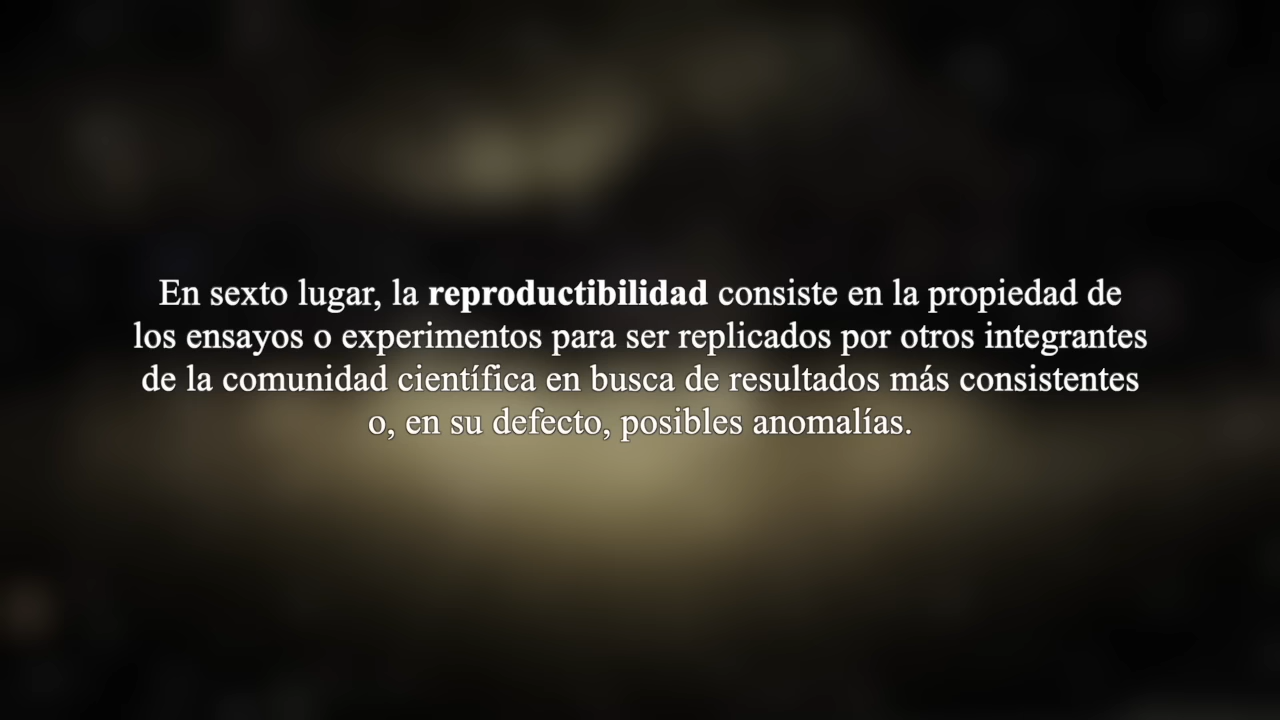 En sexto lugar, la reproductibilidad consiste en la propiedad de
los ensayos o experimentos para ser replicados por otros integrantes
de la comunidad científica en busca de resultados más consistentes
o, en su defecto, posibles anomalías.